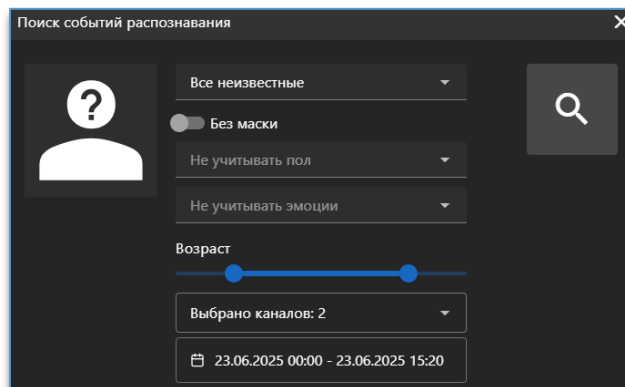 Поиск событий распознавания
Все неизвестные
Без маски
Не учитывать пол
Не учитывать эмоции
Возраст
Выбрано каналов: 2
23.06.2025 00:00 - 23.06.2025 15:20